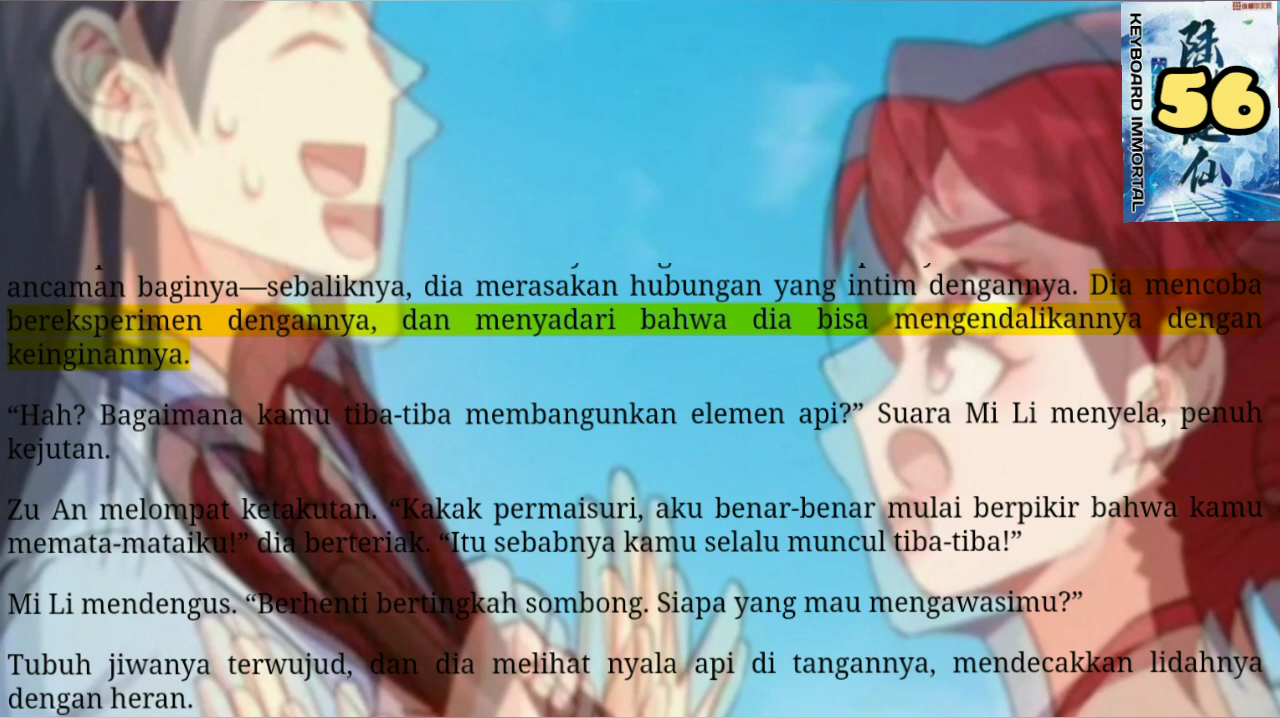 KEYBOARD IMMORTAL
56
ancaman baginya—sebaliknya, dia merasakan hubungan yang intim dengannya. Dia mencoba
bereksperimen dengannya, dan menyadari bahwa dia bisa mengendalikannya dengan
keinginannya.
“Hah? Bagaimana kamu tiba-tiba membangunkan elemen api?” Suara Mi Li menyela, penuh
kejutan.
Zu An melompat ketakutan. “Kakak permaisuri, aku benar-benar mulai berpikir bahwa kamu
memata-mataiku!” dia berteriak. “Itu sebabnya kamu selalu muncul tiba-tiba!”
Mi Li mendengus. “Berhenti bertingkah sombong. Siapa yang mau mengawasimu?”
Tubuh jiwanya terwujud, dan dia melihat nyala api di tangannya, mendecakkan lidahnya
dengan heran.